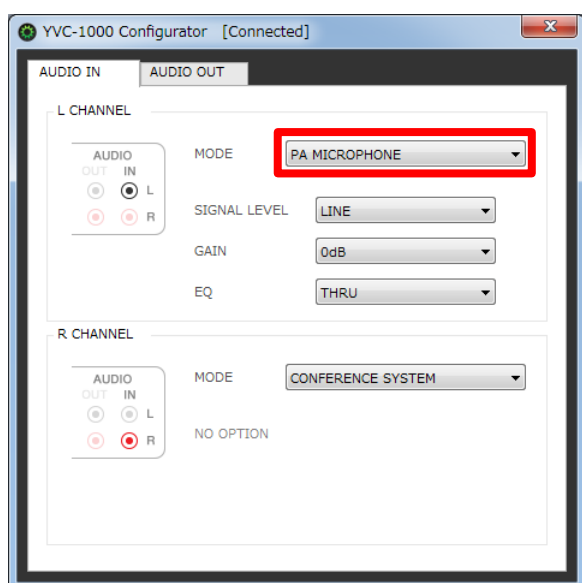 YVC-1000 Configurator [Connected]
AUDIO IN AUDIO OUT
L CHANNEL
AUDIO
OUT IN
L
R
MODE PA MICROPHONE
SIGNAL LEVEL LINE
GAIN 0dB
EQ THRU
R CHANNEL
AUDIO
OUT IN
L
R
MODE CONFERENCE SYSTEM
NO OPTION